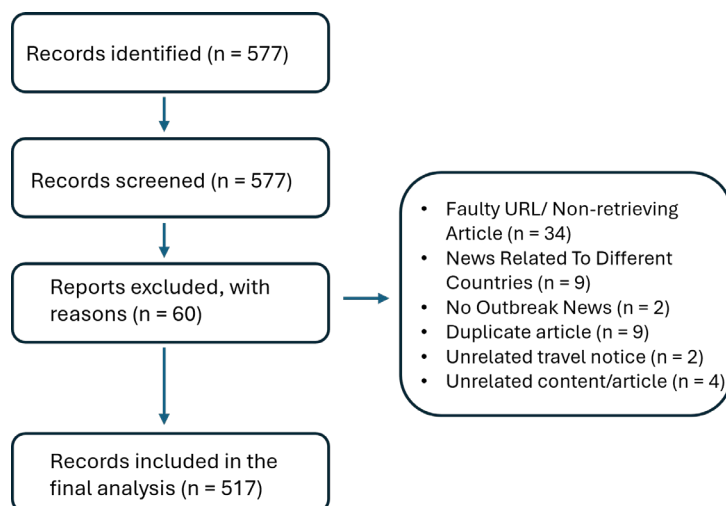 Records identified (n = 577)
Records screened (n = 577)
Reports excluded, with
reasons (n = 60)
• Faulty URL/ Non-retrieving
Article (n = 34)
• News Related To Different
Countries (n = 9)
• No Outbreak News (n = 2)
• Duplicate article (n = 9)
• Unrelated travel notice (n = 2)
• Unrelated content/article (n = 4)
Records included in the
final analysis (n = 517)